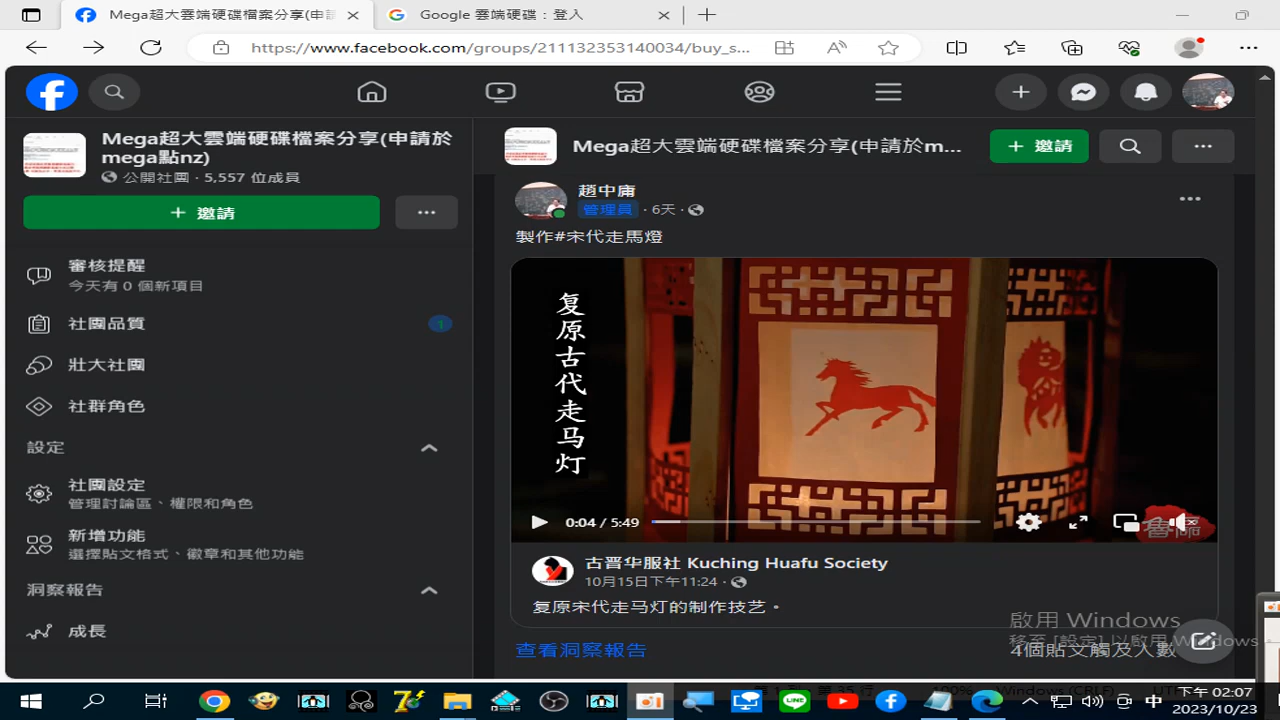 Mega超大雲端硬碟檔案分享(申請
Google 雲端硬碟：登入
https://www.facebook.com/groups/211132353140034/buy_s...
Mega超大雲端硬碟檔案分享(申請於mega點nz)
公開社團 · 5,557 位成員
+ 邀請
審核提醒
今天有 0 個新項目
社團品質
1
壯大社團
社群角色
設定
社團設定
管理討論區、權限和角色
新增功能
選擇貼文格式、徽章和其他功能
洞察報告
成長
Mega超大雲端硬碟檔案分享(申請於m...
+ 邀請
趙中庸
管理員 · 6天
製作#宋代走馬燈
复原古代走马灯
0:04 / 5:49
古晋华服社 Kuching Huafu Society
10月15日下午11:24
复原宋代走马灯的制作技艺。
查看洞察報告
4個貼文觸及人數
啟用 Windows
移至 [設定] 以啟用 Windows。
中
下午 02:07
2023/10/23